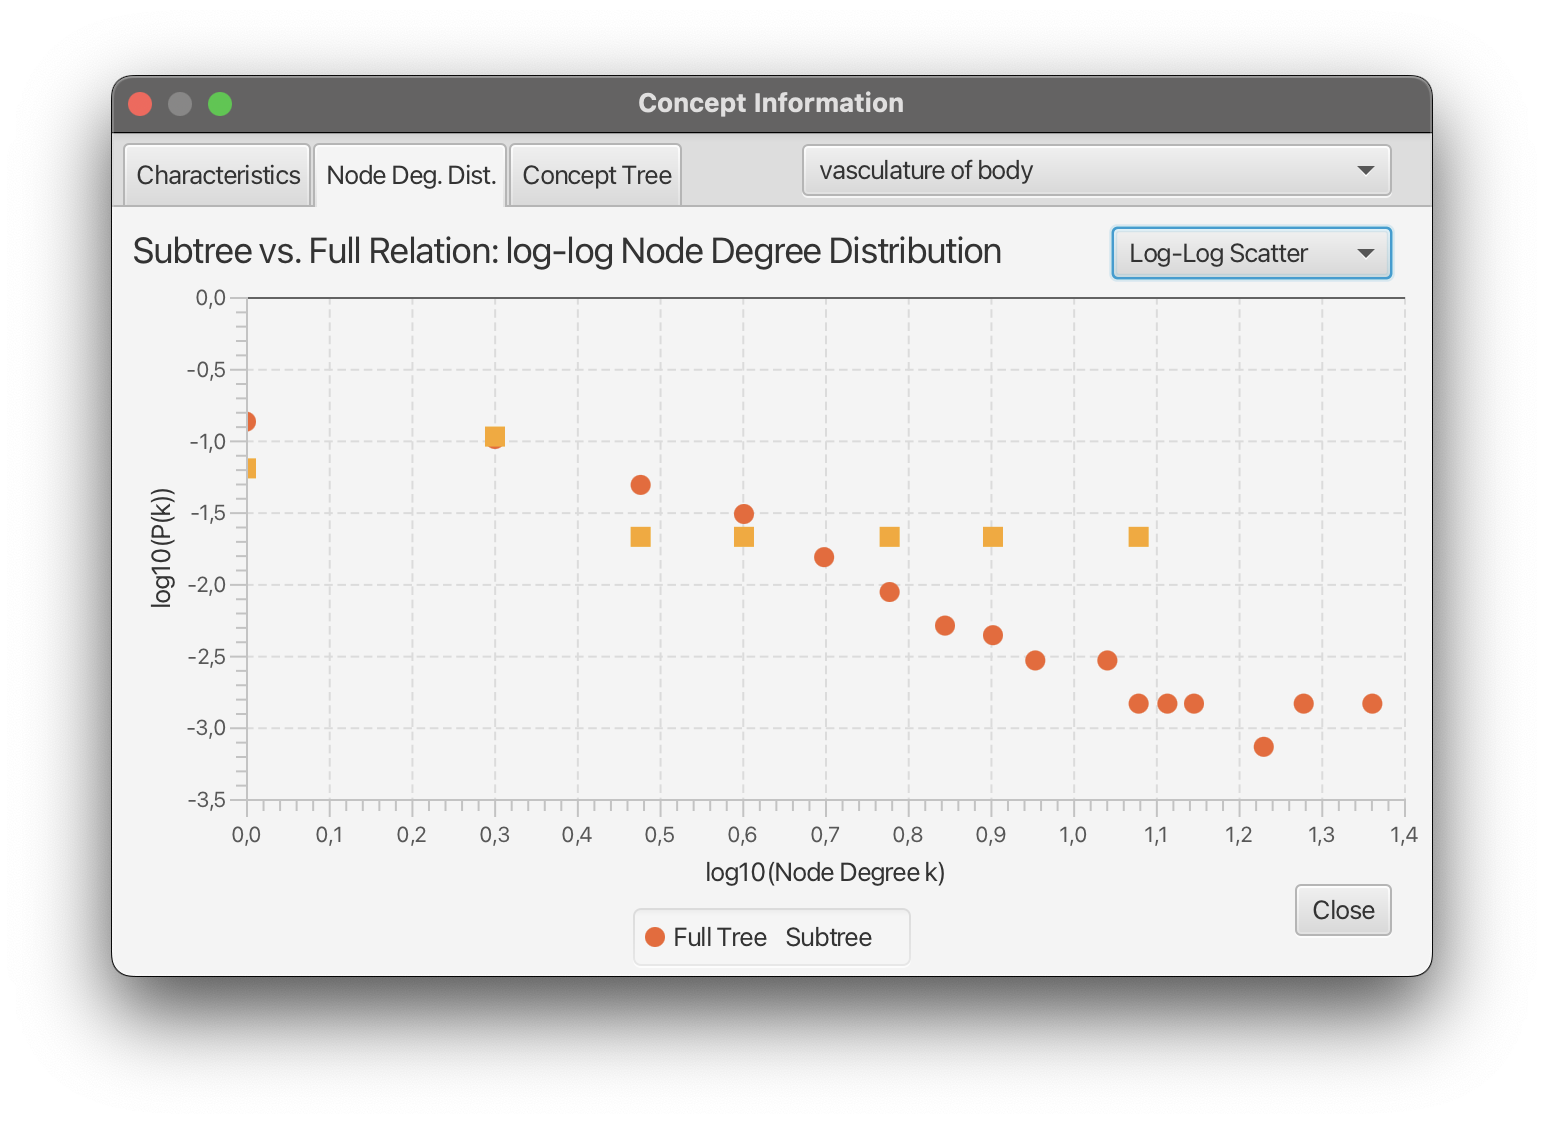 Concept Information
Characteristics
Node Deg. Dist.
Concept Tree
vasculature of body
Subtree vs. Full Relation: log-log Node Degree Distribution
Log-Log Scatter
log10(P(k))
0,0
-0,5
-1,0
-1,5
-2,0
-2,5
-3,0
-3,5
0,0 0,1 0,2 0,3 0,4 0,5 0,6 0,7 0,8 0,9 1,0 1,1 1,2 1,3 1,4
log10(Node Degree k)
Full Tree Subtree
Close